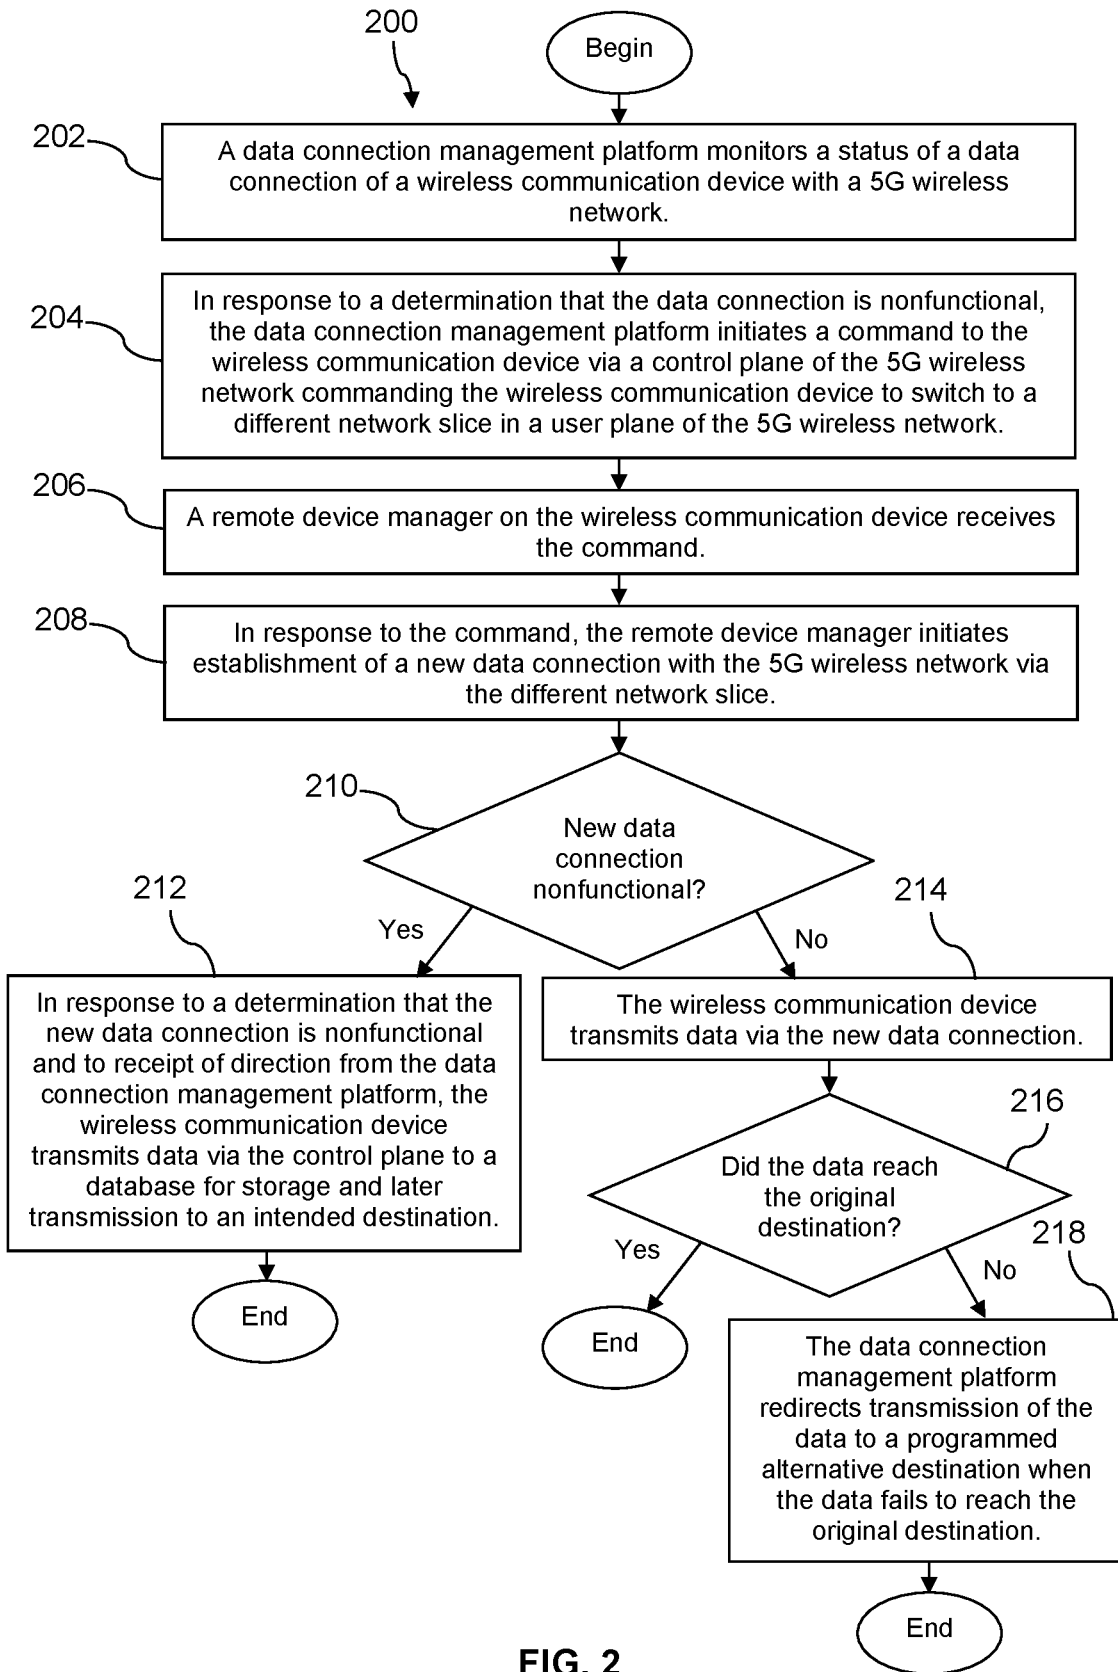 200
Begin
202
A data connection management platform monitors a status of a data
connection of a wireless communication device with a 5G wireless
network.
204
In response to a determination that the data connection is nonfunctional,
the data connection management platform initiates a command to the
wireless communication device via a control plane of the 5G wireless
network commanding the wireless communication device to switch to a
different network slice in a user plane of the 5G wireless network.
206
A remote device manager on the wireless communication device receives
the command.
208
In response to the command, the remote device manager initiates
establishment of a new data connection with the 5G wireless network via
the different network slice.
210
New data
connection
nonfunctional?
Yes
No
212
In response to a determination that the
new data connection is nonfunctional
and to receipt of direction from the data
connection management platform, the
wireless communication device
transmits data via the control plane to a
database for storage and later
transmission to an intended destination.
End
214
The wireless communication device
transmits data via the new data connection.
216
Did the data reach
the original
destination?
Yes
No
End
218
The data connection
management platform
redirects transmission of the
data to a programmed
alternative destination when
the data fails to reach the
original destination.
End
FIG. 2